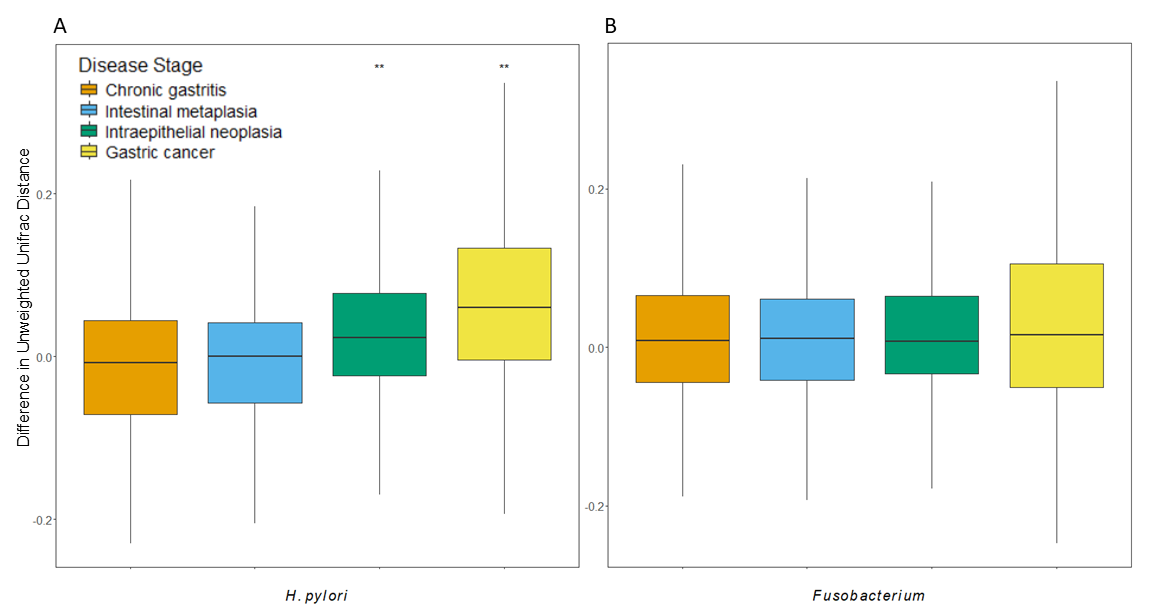 A
B
Disease Stage
Chronic gastritis
Intestinal metaplasia
Intraepithelial neoplasia
Gastric cancer
** **
Difference in Unweighted Unifrac Distance
0.2
0.0
-0.2
0.2
0.0
-0.2
H. pylori
Fusobacterium